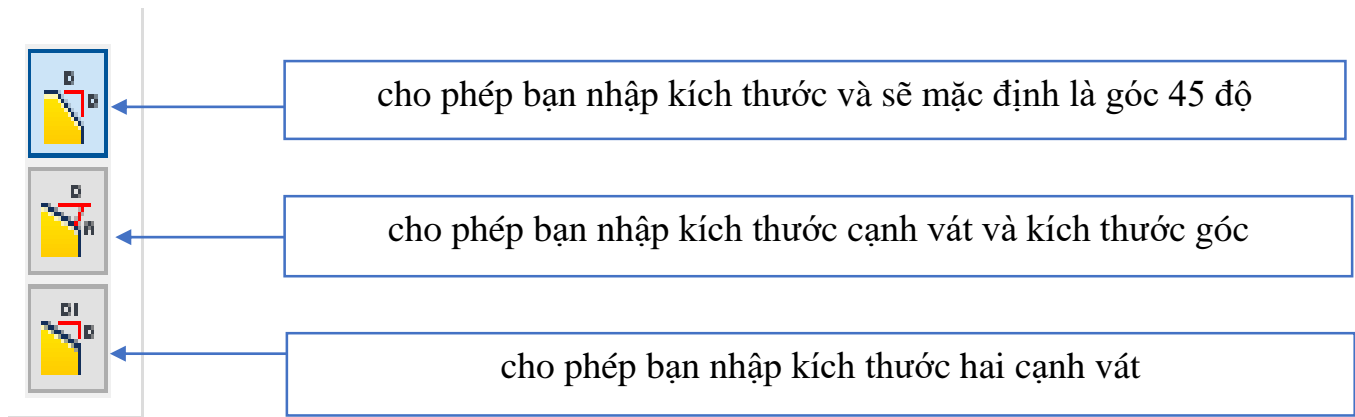 D
D
cho phép bạn nhập kích thước và sẽ mặc định là góc 45 độ
D
A
cho phép bạn nhập kích thước cạnh vát và kích thước góc
D1
D
cho phép bạn nhập kích thước hai cạnh vát